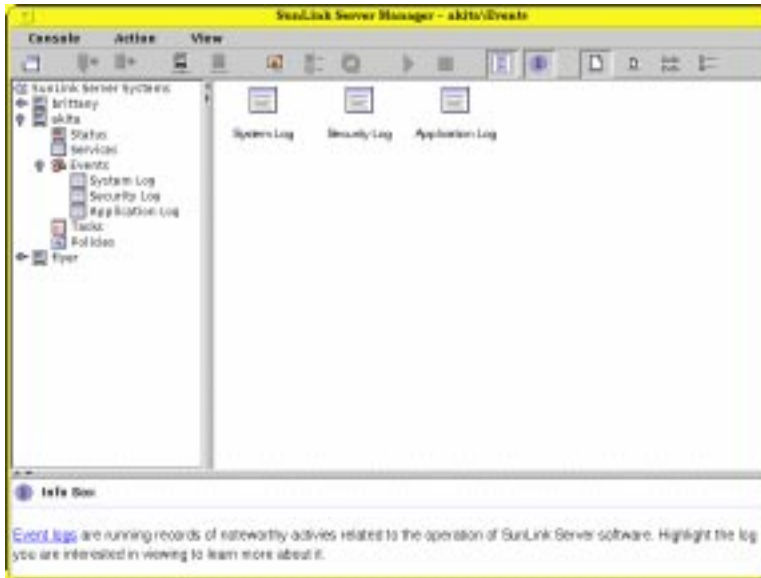 SunLink Server Manager - akita\Events
Console Action View
SunLink Server Systems
brittany
akita
Status
Services
Events
System Log
Security Log
Application Log
Tasks
Policies
flyer
System Log Security Log Application Log
Info Box
Event logs are running records of noteworthy activies related to the operation of SunLink Server software. Highlight the log
you are interested in viewing to learn more about it.